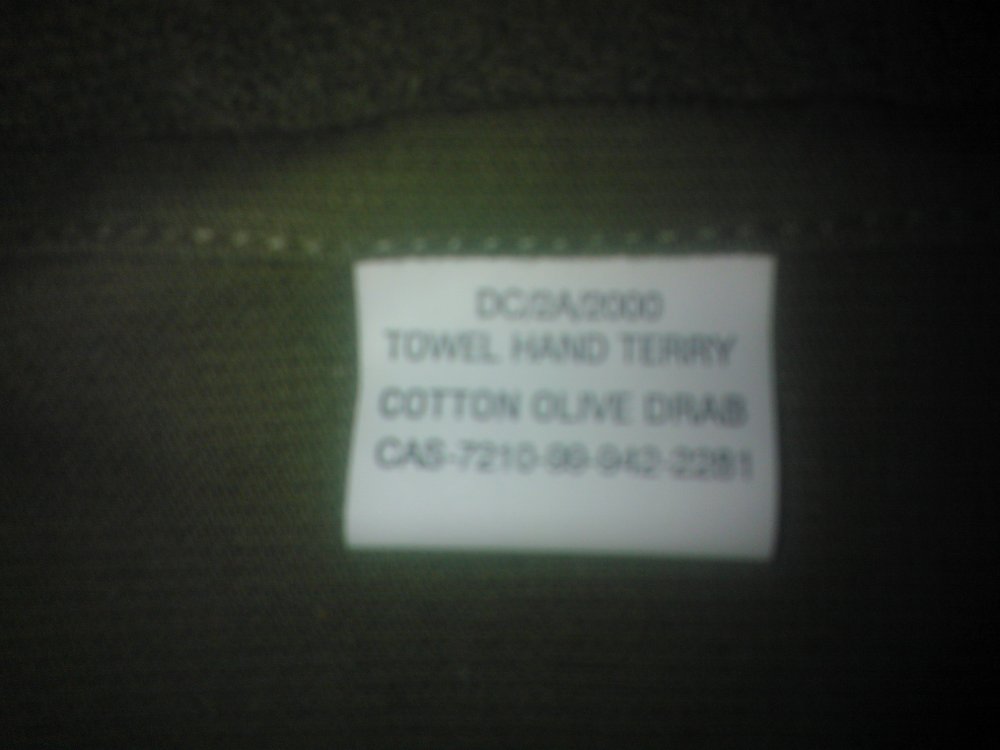 DC/2A/2000
TOWEL HAND TERRY
COTTON OLIVE DRAB
CAS-7210-99-942-2281